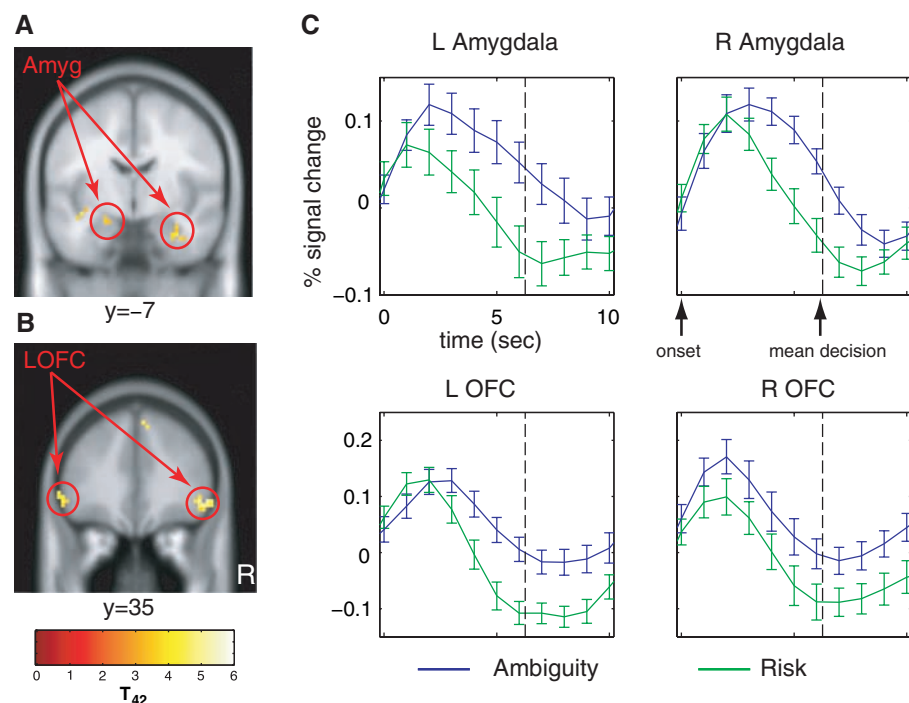 A
Amyg
y=−7
B
LOFC
R
y=35
0 1 2 3 4 5 6
T42
C
L Amygdala
R Amygdala
% signal change
0.1
0
−0.1
0 5 10
time (sec)
onset
mean decision
L OFC
R OFC
0.2
0.1
0
−0.1
Ambiguity
Risk